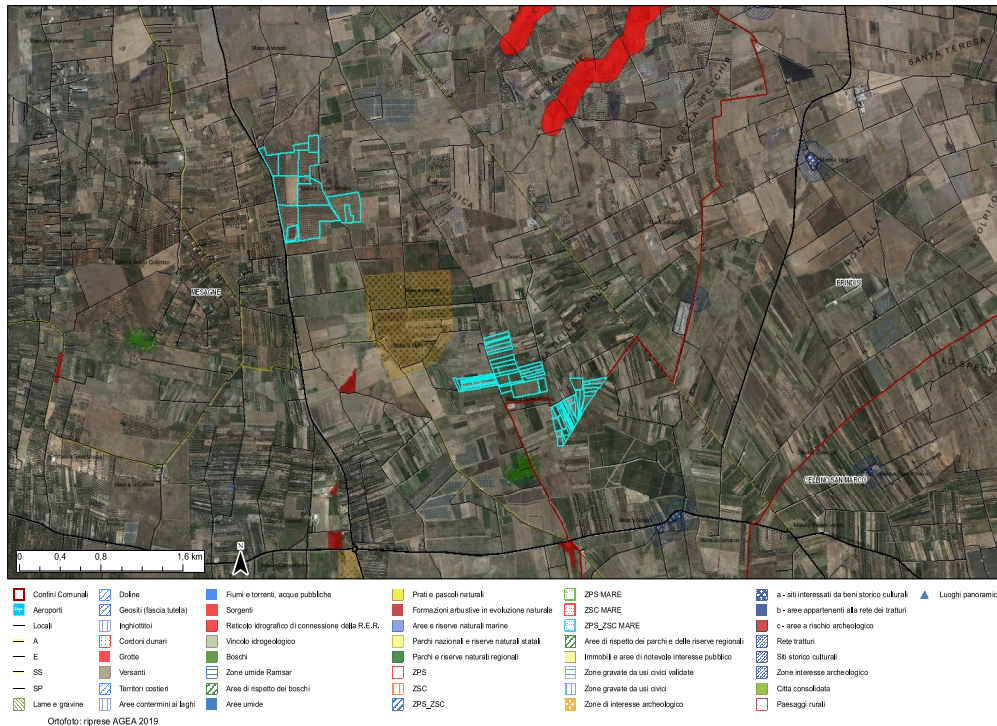 SANTA TERESA
PUNTA DELLA SPECCHIA
MESAGNE
BRINDISI
CELLINO SAN MARCO
0 0,4 0,8 1,6 km
N
Confini Comunali
Aeroporti
Locali
A
E
SS
SP
Lame e gravine
Doline
Geositi (fascia tutela)
Inghiottitoi
Cordoni dunari
Grotte
Versanti
Territori costieri
Aree contermini ai laghi
Fiumi e torrenti, acque pubbliche
Sorgenti
Reticolo idrografico di connessione della R.E.R.
Vincolo idrogeologico
Boschi
Zone umide Ramsar
Aree di rispetto dei boschi
Aree umide
Prati e pascoli naturali
Formazioni arbustive in evoluzione naturale
Aree e riserve naturali marine
Parchi nazionali e riserve naturali statali
Parchi e riserve naturali regionali
ZPS
ZSC
ZPS_ZSC
ZPS MARE
ZSC MARE
ZPS_ZSC MARE
Aree di rispetto dei parchi e delle riserve regionali
Immobili e aree di notevole interesse pubblico
Zone gravate da usi civici validate
Zone gravate da usi civici
Zone di interesse archeologico
a - siti interessati da beni storico culturali
b - aree appartenenti alla rete dei tratturi
c - aree a rischio archeologico
Rete tratturi
Siti storico culturali
Zone interesse archeologico
Citta consolidata
Paesaggi rurali
Luoghi panoramic
Ortofoto: riprese AGEA 2019